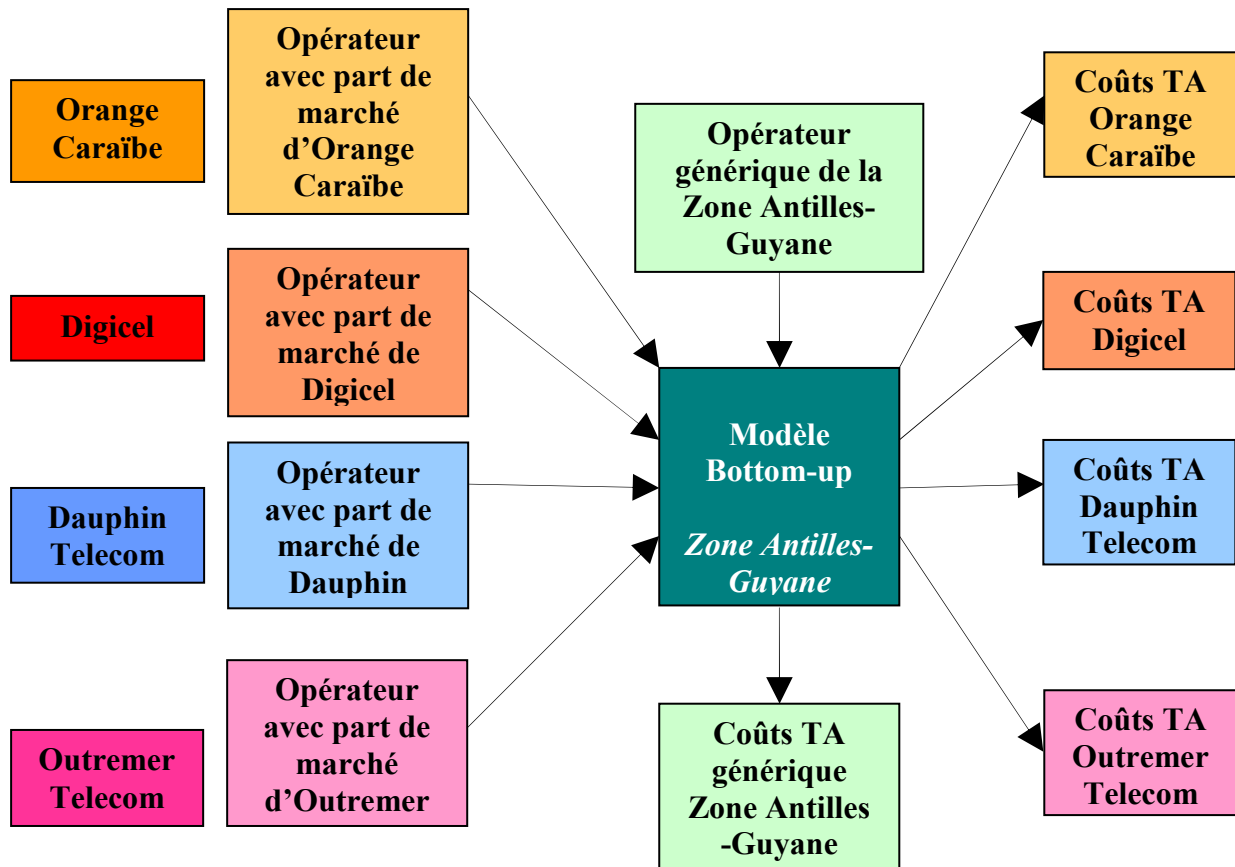 Orange
Caraïbe
Opérateur
avec part de
marché
d’Orange
Caraïbe
Opérateur
générique de la
Zone Antilles-
Guyane
Coûts TA
Orange
Caraïbe
Digicel
Opérateur
avec part de
marché de
Digicel
Coûts TA
Digicel
Modèle
Bottom-up
Zone Antilles-
Guyane
Dauphin
Telecom
Opérateur
avec part de
marché de
Dauphin
Coûts TA
Dauphin
Telecom
Outremer
Telecom
Opérateur
avec part de
marché
d’Outremer
Coûts TA
générique
Zone Antilles
-Guyane
Coûts TA
Outremer
Telecom